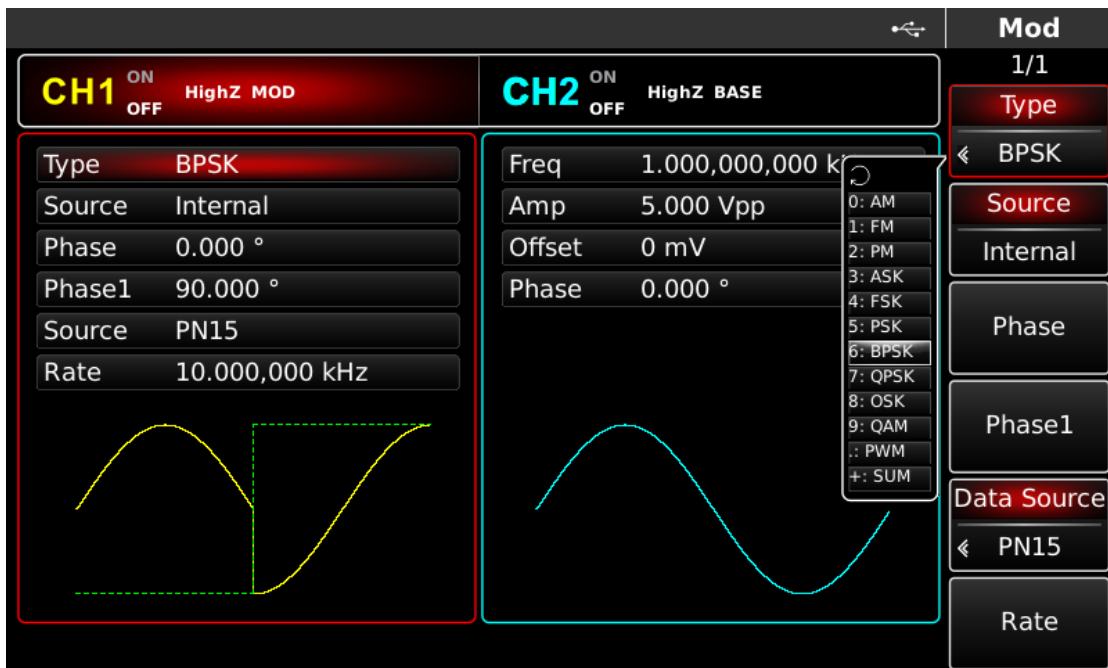 Mod
1/1
CH1 ON OFF HighZ MOD
CH2 ON OFF HighZ BASE
Type BPSK
Source Internal
Phase 0.000 °
Phase1 90.000 °
Source PN15
Rate 10.000,000 kHz
Freq 1.000,000,000
Amp 5.000 Vpp
Offset 0 mV
Phase 0.000 °
0: AM
1: FM
2: PM
3: ASK
4: FSK
5: PSK
6: BPSK
7: QPSK
8: OSK
9: QAM
.: PWM
+: SUM
Type
BPSK
Source
Internal
Phase
Phase1
Data Source
PN15
Rate